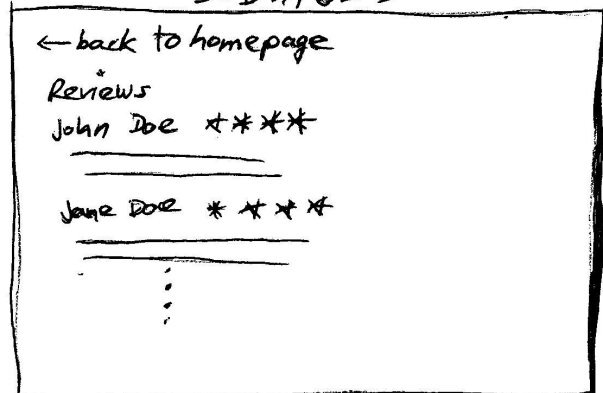 ← back to homepage
Reviews
John Doe ****
Jane Doe ****